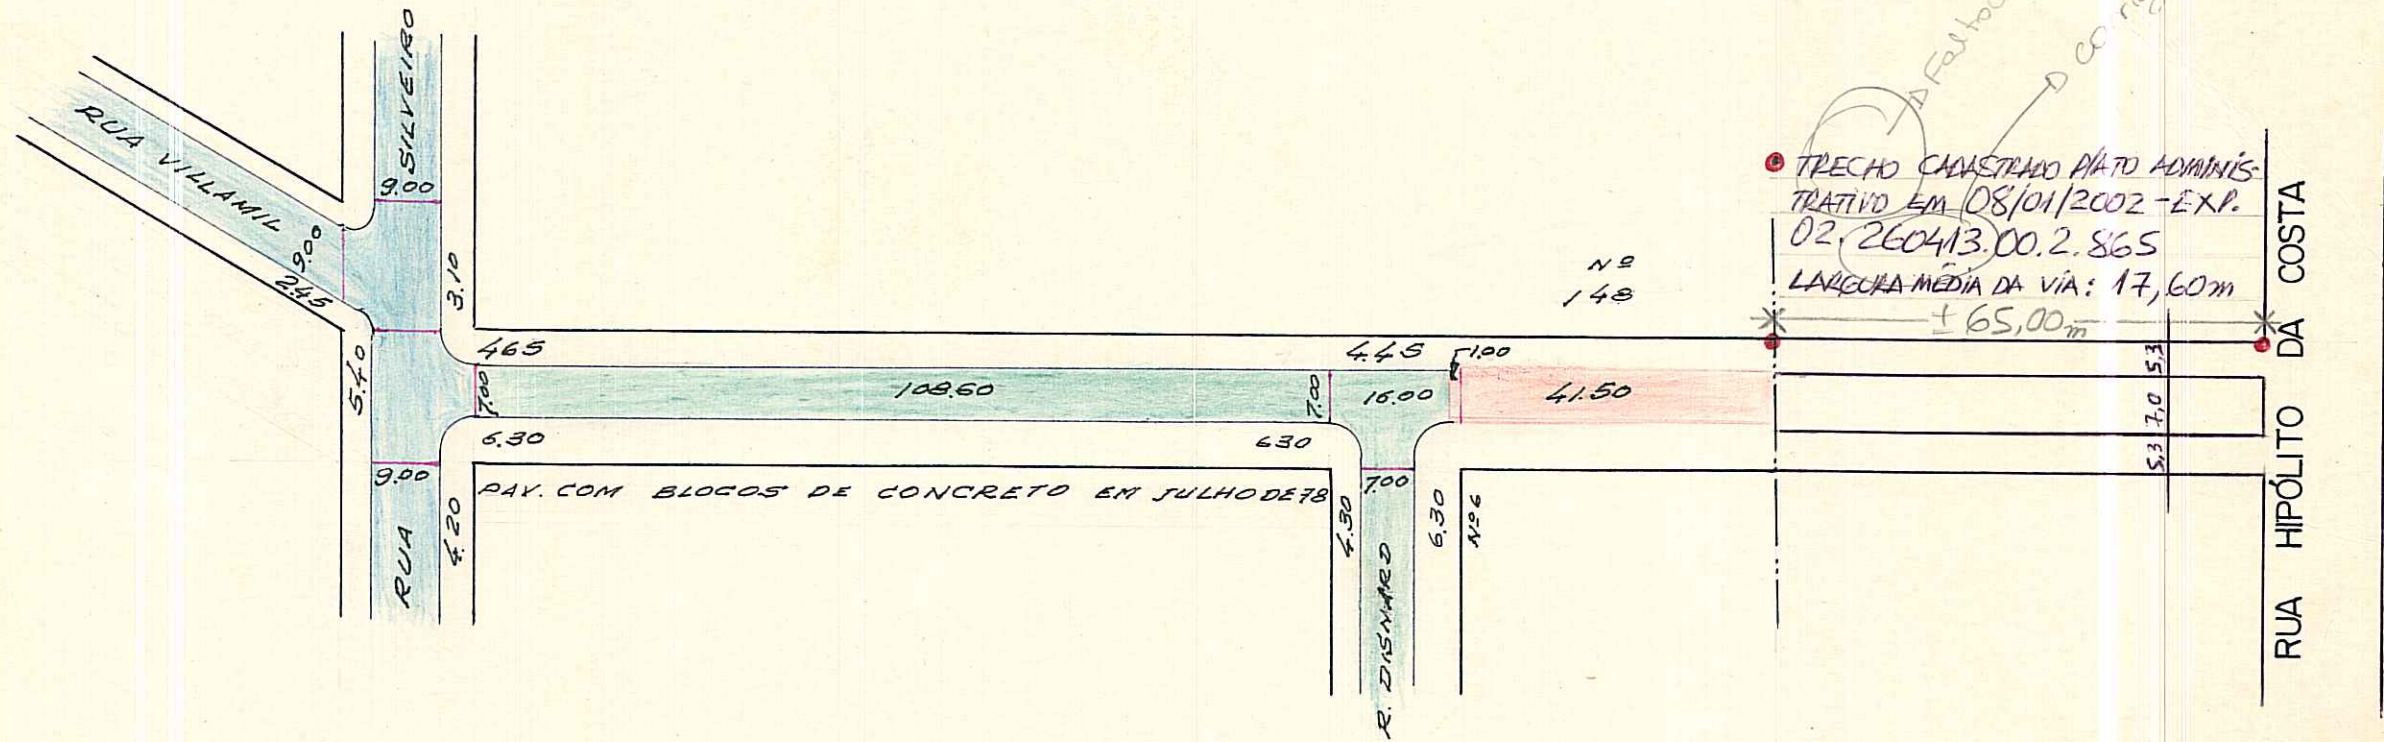 RUA VILLAMIL
SILVEIRO
9.00
9.00
2.45
3.10
5.40
465
7.00
108.60
6.30
630
9.00
RUA
4.20
PAV. COM BLOCOS DE CONCRETO EM JULHO DE 78
4.45
1.00
7.00
16.00
41.50
7.00
4.30
6.30
Nº 6
R. DISNARD
Nº
148
TRECHO CADASTRADO P/ATO ADMINIS-
TRATIVO EM 08/01/2002 - EXP.
02.260413.00.2.865
LARGURA MÉDIA DA VIA: 17,60m
± 65,00m
5,3 7,0 5,3
RUA HIPÓLITO DA COSTA